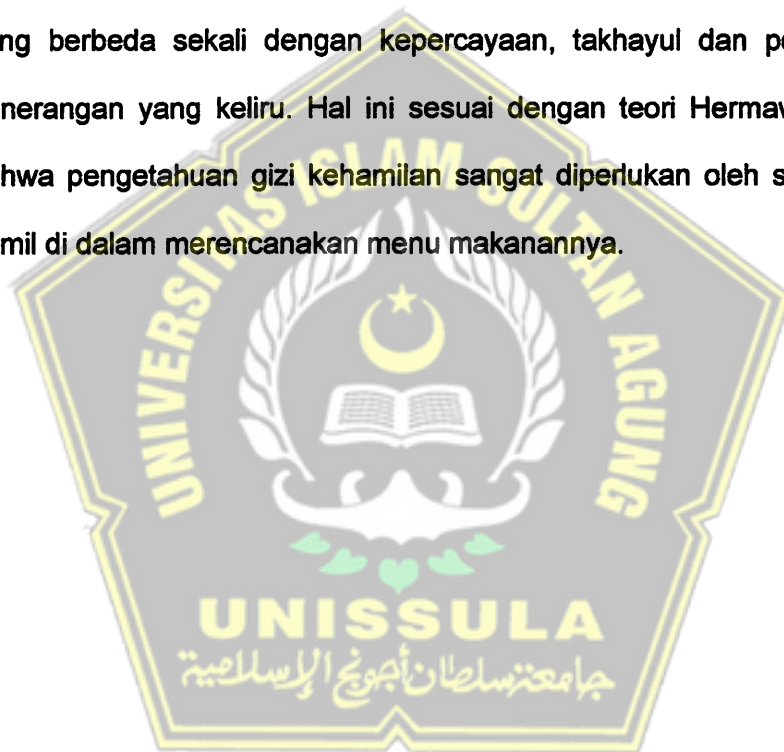 ng berbeda sekali dengan kepercayaan, takhayul dan pe
nerangan yang keliru. Hal ini sesuai dengan teori Hermaw
hwa pengetahuan gizi kehamilan sangat diperlukan oleh s
mil di dalam merencanakan menu makanannya.
UNIVERSITAS ISLAM SULTAN AGUNG
UNISSULA
جامعة سلطان أجونج الإسلامية